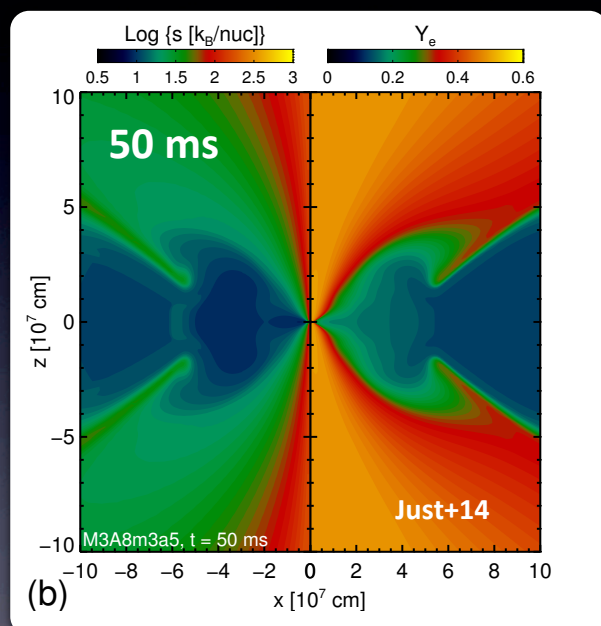 Log {s [k_B/nuc]} Y_e
0.5 1 1.5 2 2.5 3 0 0.2 0.4 0.6
50 ms
10
5
0
−5
−10
z [10^7 cm]
Just+14
M3A8m3a5, t = 50 ms
−10 −8 −6 −4 −2 0 2 4 6 8 10
x [10^7 cm]
(b)